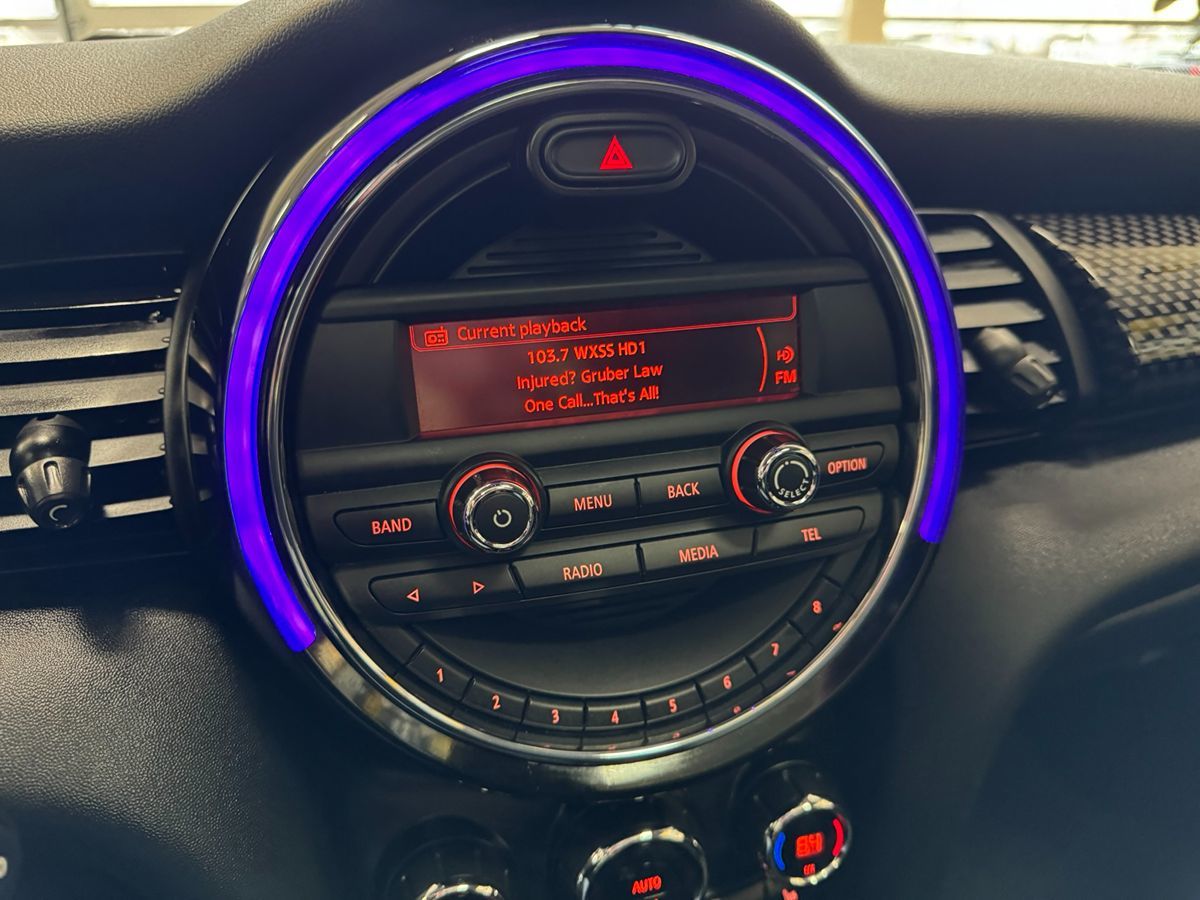 Current playback
103.7 WXSS HD1
Injured? Gruber Law
One Call...That's All!
FM
BAND
MENU
BACK
SELECT
OPTION
RADIO
MEDIA
TEL
1
2
3
4
5
6
7
8
AUTO